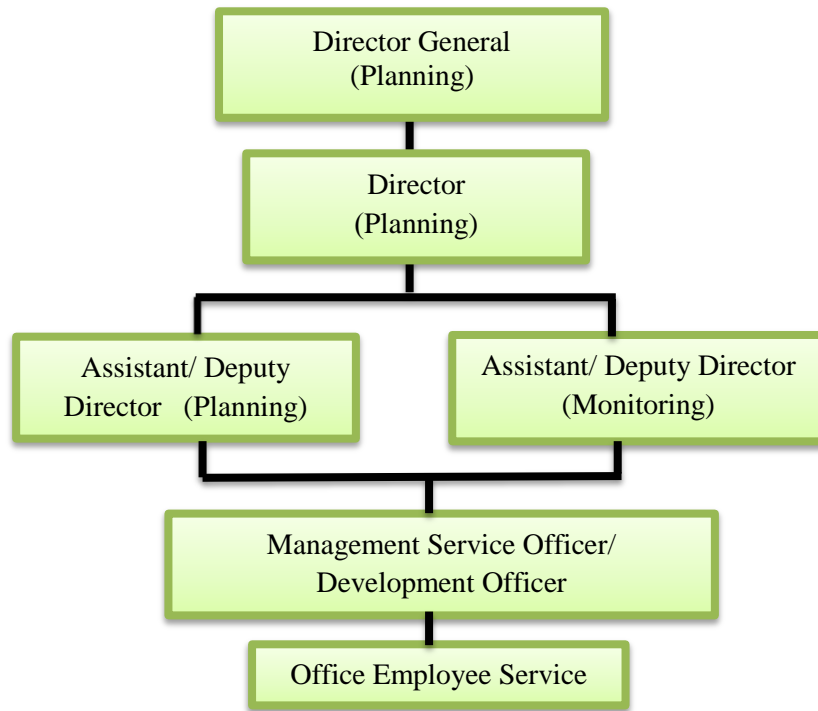 Director General
(Planning)
Director
(Planning)
Assistant/ Deputy
Director (Planning)
Assistant/ Deputy Director
(Monitoring)
Management Service Officer/
Development Officer
Office Employee Service